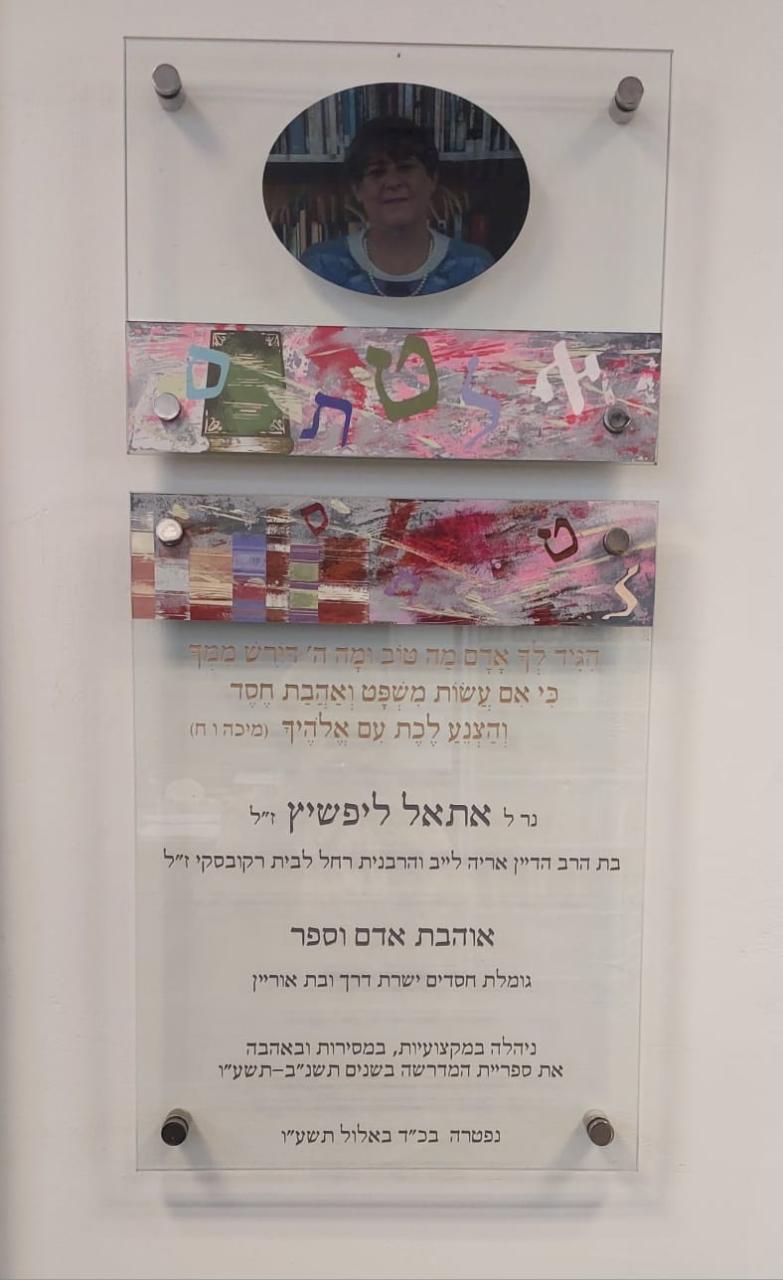 א ל ט ת ס
ס ט ל
הִגִּיד לְךָ אָדָם מַה טּוֹב וּמָה ה׳ דּוֹרֵשׁ מִמְּךָ
כִּי אִם עֲשׂוֹת מִשְׁפָּט וְאַהֲבַת חֶסֶד
וְהַצְנֵעַ לֶכֶת עִם אֱלֹהֶיךָ (מיכה ו ח)
נר ל אתאל ליפשיץ ז״ל
בת הרב הדיין אריה לייב והרבנית רחל לבית רקובסקי ז״ל
אוהבת אדם וספר
גומלת חסדים ישרת דרך ובת אוריין
ניהלה במקצועיות, במסירות ובאהבה
את ספריית המדרשה בשנים תשנ״ב–תשע״ו
נפטרה בכ״ד באלול תשע״ו